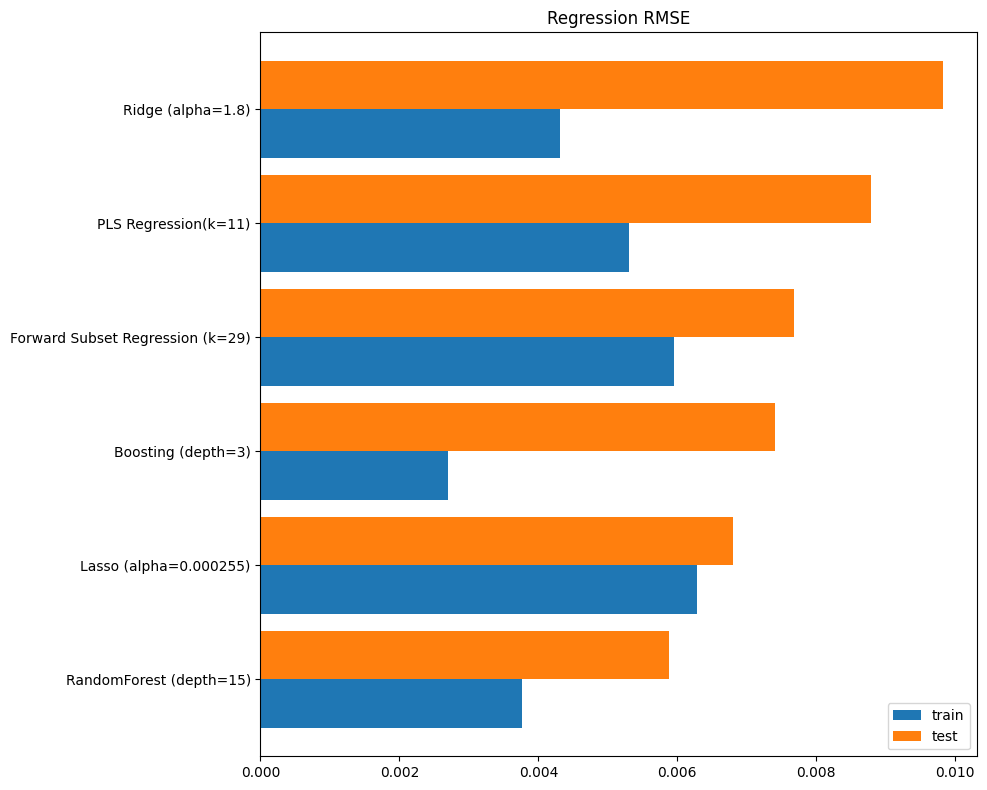 Regression RMSE
Ridge (alpha=1.8)
PLS Regression(k=11)
Forward Subset Regression (k=29)
Boosting (depth=3)
Lasso (alpha=0.000255)
RandomForest (depth=15)
train
test
0.000 0.002 0.004 0.006 0.008 0.010